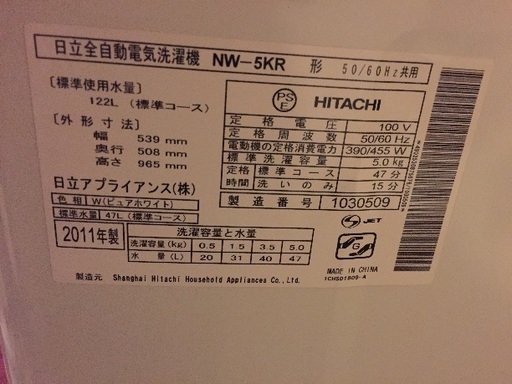 日立全自動電気洗濯機 NW-5KR 形 50/60Hz共用
〔標準使用水量〕
122L (標準コース)
〔外形寸法〕
幅 539 mm
奥行 508 mm
高さ 965 mm
日立アプライアンス(株)
色相 W(ピュアホワイト)
標準水量 47L(標準コース)
2011年製
PS E HITACHI
定格電圧 100 V
定格周波数 50/60 Hz
電動機の定格消費電力 390/455 W
標準洗濯容量 5.0 kg
定格時間 標準コース 47分
洗いのみ 15分
製造番号 1030509
洗濯容量と水量
洗濯容量(kg) 0.5 1.5 3.5 5.0
水量(L) 20 31 40 47
JET
G
MADE IN CHINA
製造元 Shanghai Hitachi Household Appliances Co.,Ltd.